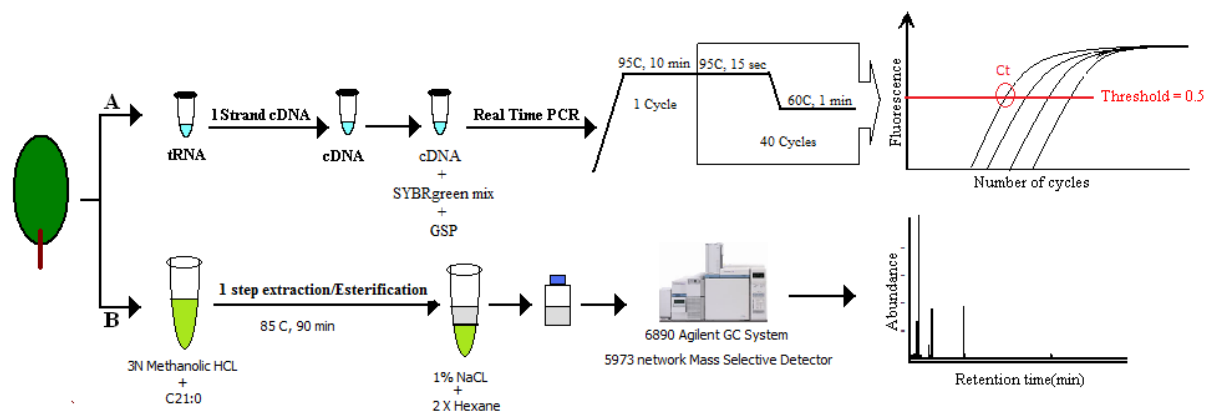 A
tRNA
1 Strand cDNA
cDNA
cDNA
+
SYBRgreen mix
+
GSP
Real Time PCR
95C, 10 min
1 Cycle
95C, 15 sec
60C, 1 min
40 Cycles
Fluorescence
Ct
Threshold = 0.5
Number of cycles
B
3N Methanolic HCL
+
C21:0
1 step extraction/Esterification
85 C, 90 min
1% NaCL
+
2 X Hexane
6890 Agilent GC System
5973 network Mass Selective Detector
Abundance
Retention time(min)